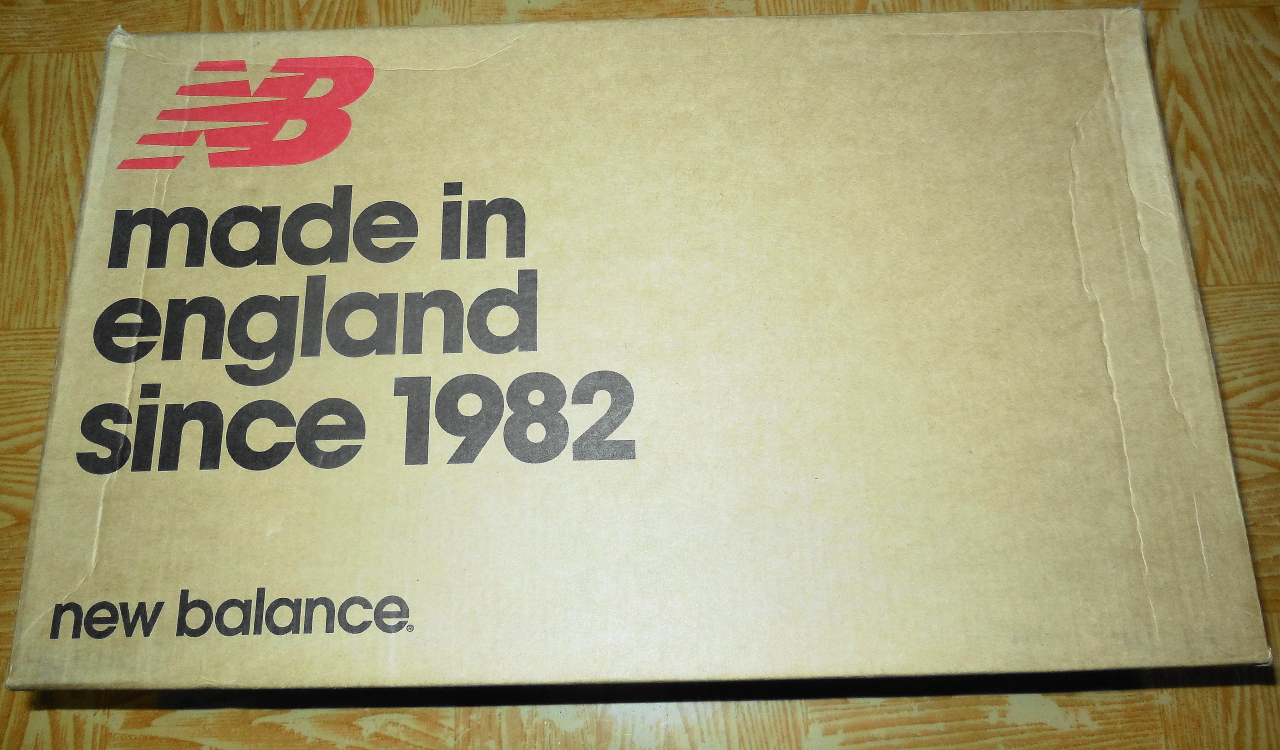 NB
made in
england
since 1982
new balance®